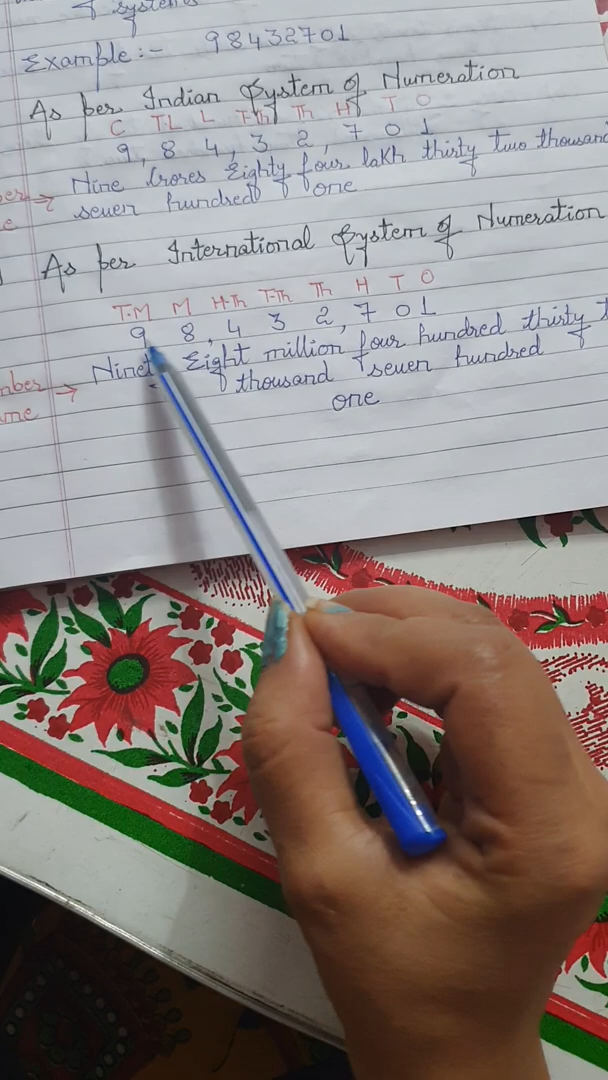 of systems
Example :- 98432701
As per Indian System of Numeration
C T.L L T-Th Th H T O
9, 8 4, 3 2, 7 0 1
Nine Crores Eighty four lakh thirty two thousand
seven hundred one
As per International System of Numeration
T.M M H-Th T-Th Th H T O
9 8, 4 3 2, 7 0 1
Eight million four hundred thirty t
thousand seven hundred
one